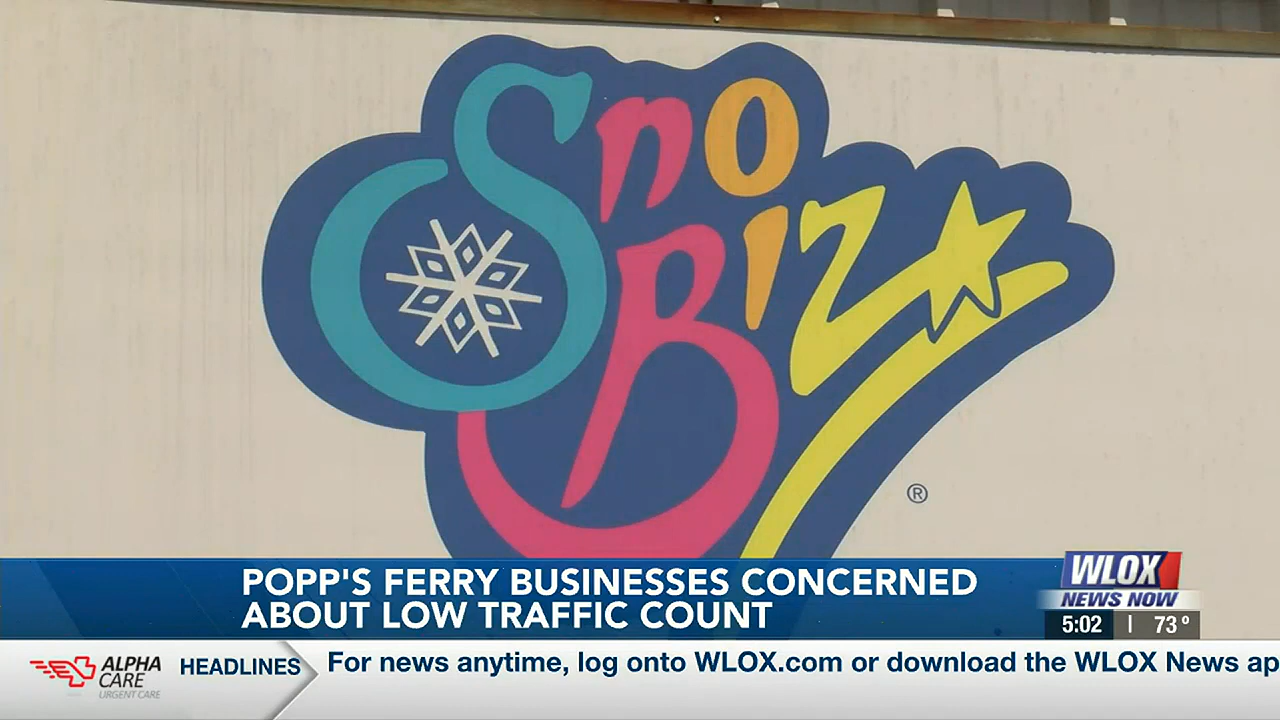 Sno
Biz
®
POPP'S FERRY BUSINESSES CONCERNED
ABOUT LOW TRAFFIC COUNT
WLOX
NEWS NOW
5:02 | 73°
ALPHA
CARE
URGENT CARE
HEADLINES
For news anytime, log onto WLOX.com or download the WLOX News ap